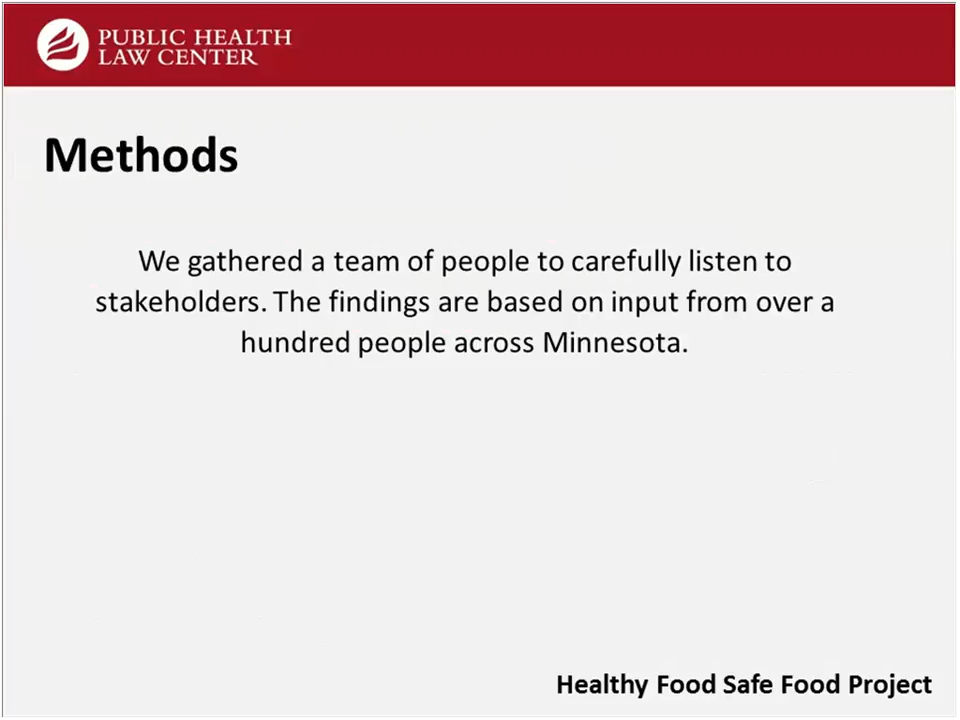 PUBLIC HEALTH
LAW CENTER
Methods
We gathered a team of people to carefully listen to
stakeholders. The findings are based on input from over a
hundred people across Minnesota.
Healthy Food Safe Food Project